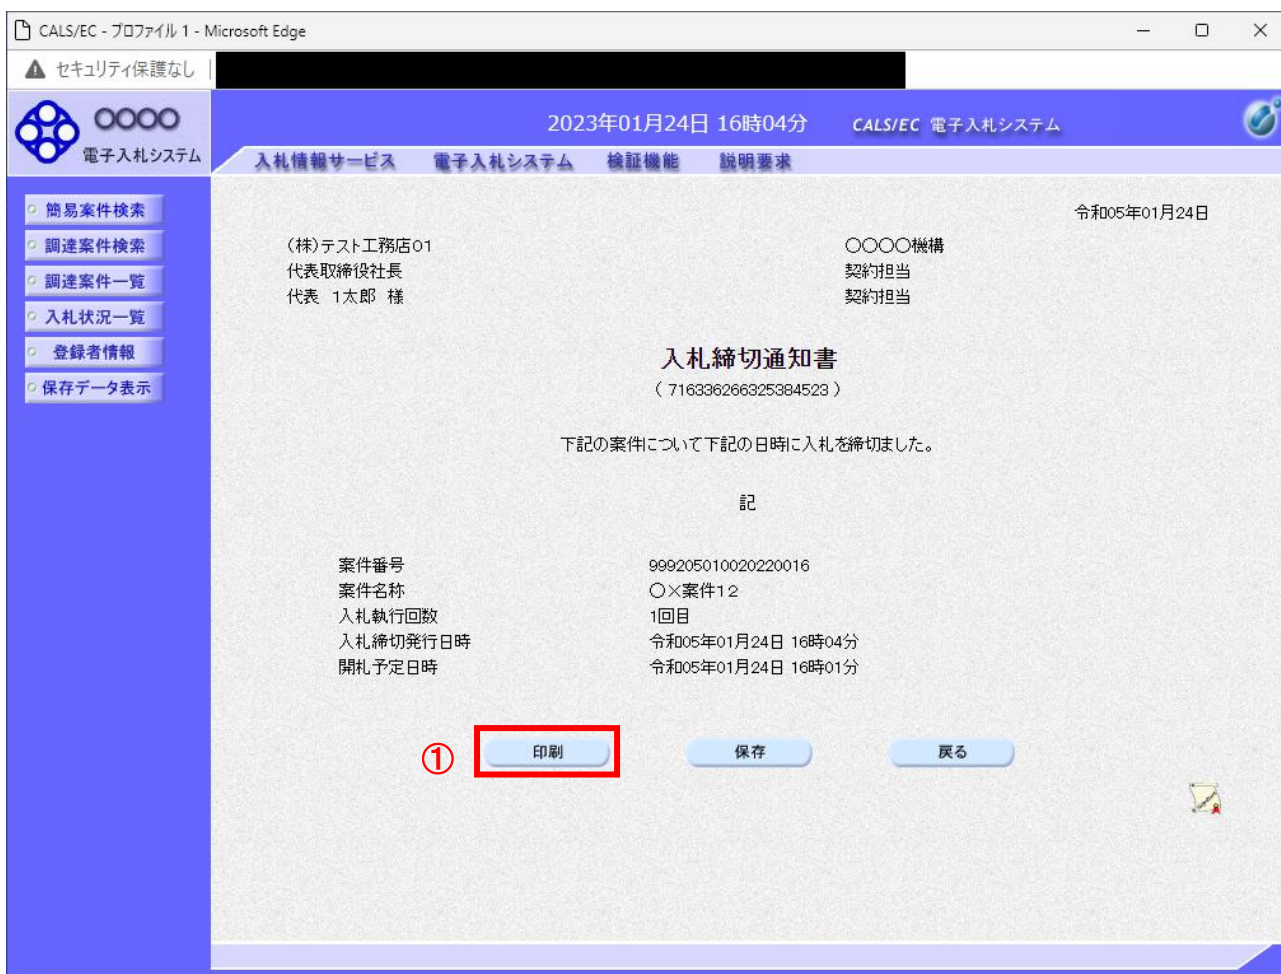 CALS/EC - プロファイル 1 - Microsoft Edge
セキュリティ保護なし
〇〇〇〇
電子入札システム
2023年01月24日 16時04分
CALS/EC 電子入札システム
入札情報サービス 電子入札システム 検証機能 説明要求
簡易案件検索
調達案件検索
調達案件一覧
入札状況一覧
登録者情報
保存データ表示
令和05年01月24日
(株)テスト工務店01
代表取締役社長
代表 1太郎 様
〇〇〇〇機構
契約担当
契約担当
入札締切通知書
( 716336266325384523 )
下記の案件について下記の日時に入札を締切ました。
記
案件番号 999205010020220016
案件名称 〇×案件12
入札執行回数 1回目
入札締切発行日時 令和05年01月24日 16時04分
開札予定日時 令和05年01月24日 16時01分
① 印刷 保存 戻る